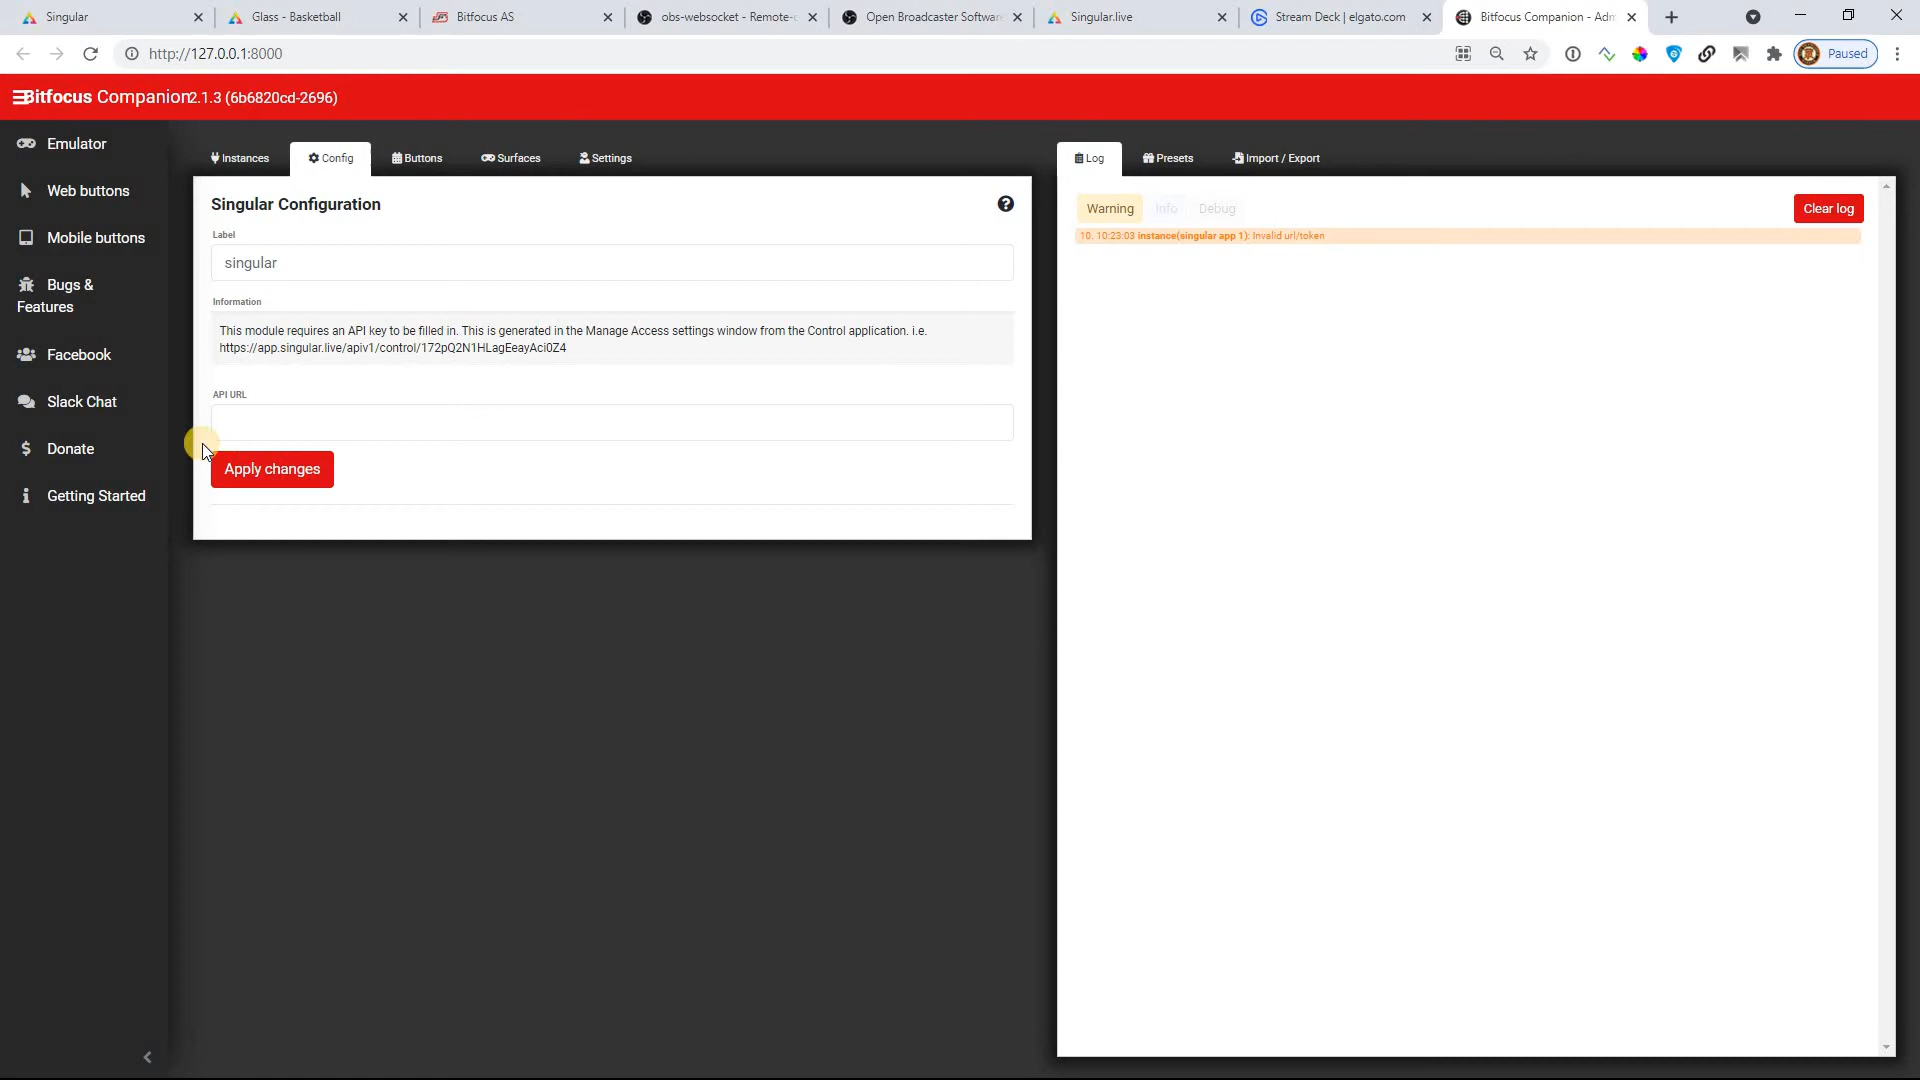 Singular
Glass - Basketball
Bitfocus AS
obs-websocket - Remote-
Open Broadcaster Software
Singular.live
Stream Deck | elgato.com
Bitfocus Companion - Adm
http://127.0.0.1:8000
Paused
Bitfocus Companion 2.1.3 (6b6820cd-2696)
Emulator
Web buttons
Mobile buttons
Bugs &
Features
Facebook
Slack Chat
Donate
Getting Started
Instances
Config
Buttons
Surfaces
Settings
Singular Configuration
Label
singular
Information
This module requires an API key to be filled in. This is generated in the Manage Access settings window from the Control application. i.e.
https://app.singular.live/apiv1/control/172pQ2N1HLagEeayAci0Z4
API URL
Apply changes
Log
Presets
Import / Export
Warning
Info
Debug
Clear log
10. 10:23:03 instance(singular app 1): Invalid url/token